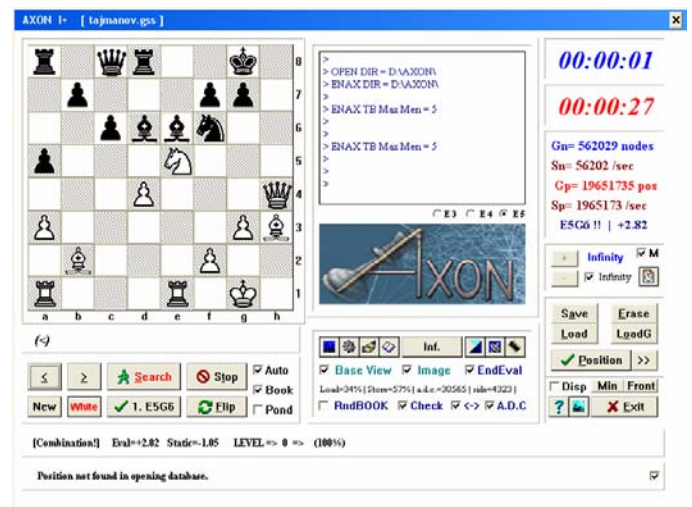 AXON I+ [ tajmanov.gss ]
8
7
6
5
4
3
2
1
a b c d e f g h
(<)
>
> OPEN DIR = D:\AXON\
> ENAX DIR = D:\AXON\
>
> ENAX TB Max Men = 5
>
>
> ENAX TB Max Men = 5
>
>
>
E3 E4 E5
AXON
00:00:01
00:00:27
Gn= 562029 nodes
Sn= 56202 /sec
Gp= 19651735 pos
Sp= 1965173 /sec
E5G6 !! | +2.82
+ Infinity M
- Infinity
Save Erase
Load LoadG
Position >>
Disp Min Front
? Exit
Inf.
Base View Image EndEval
Load=34% | Store=57% | a.d.c.=30565 | nils=4323 |
RndBOOK Check <-> A.D.C
< > Search Stop Auto
Book
New White 1. E5G6 Flip Pond
[Combination!] Eval=+2.82 Static=-1.05 LEVEL => 0 => (100%)
Position not found in opening database.